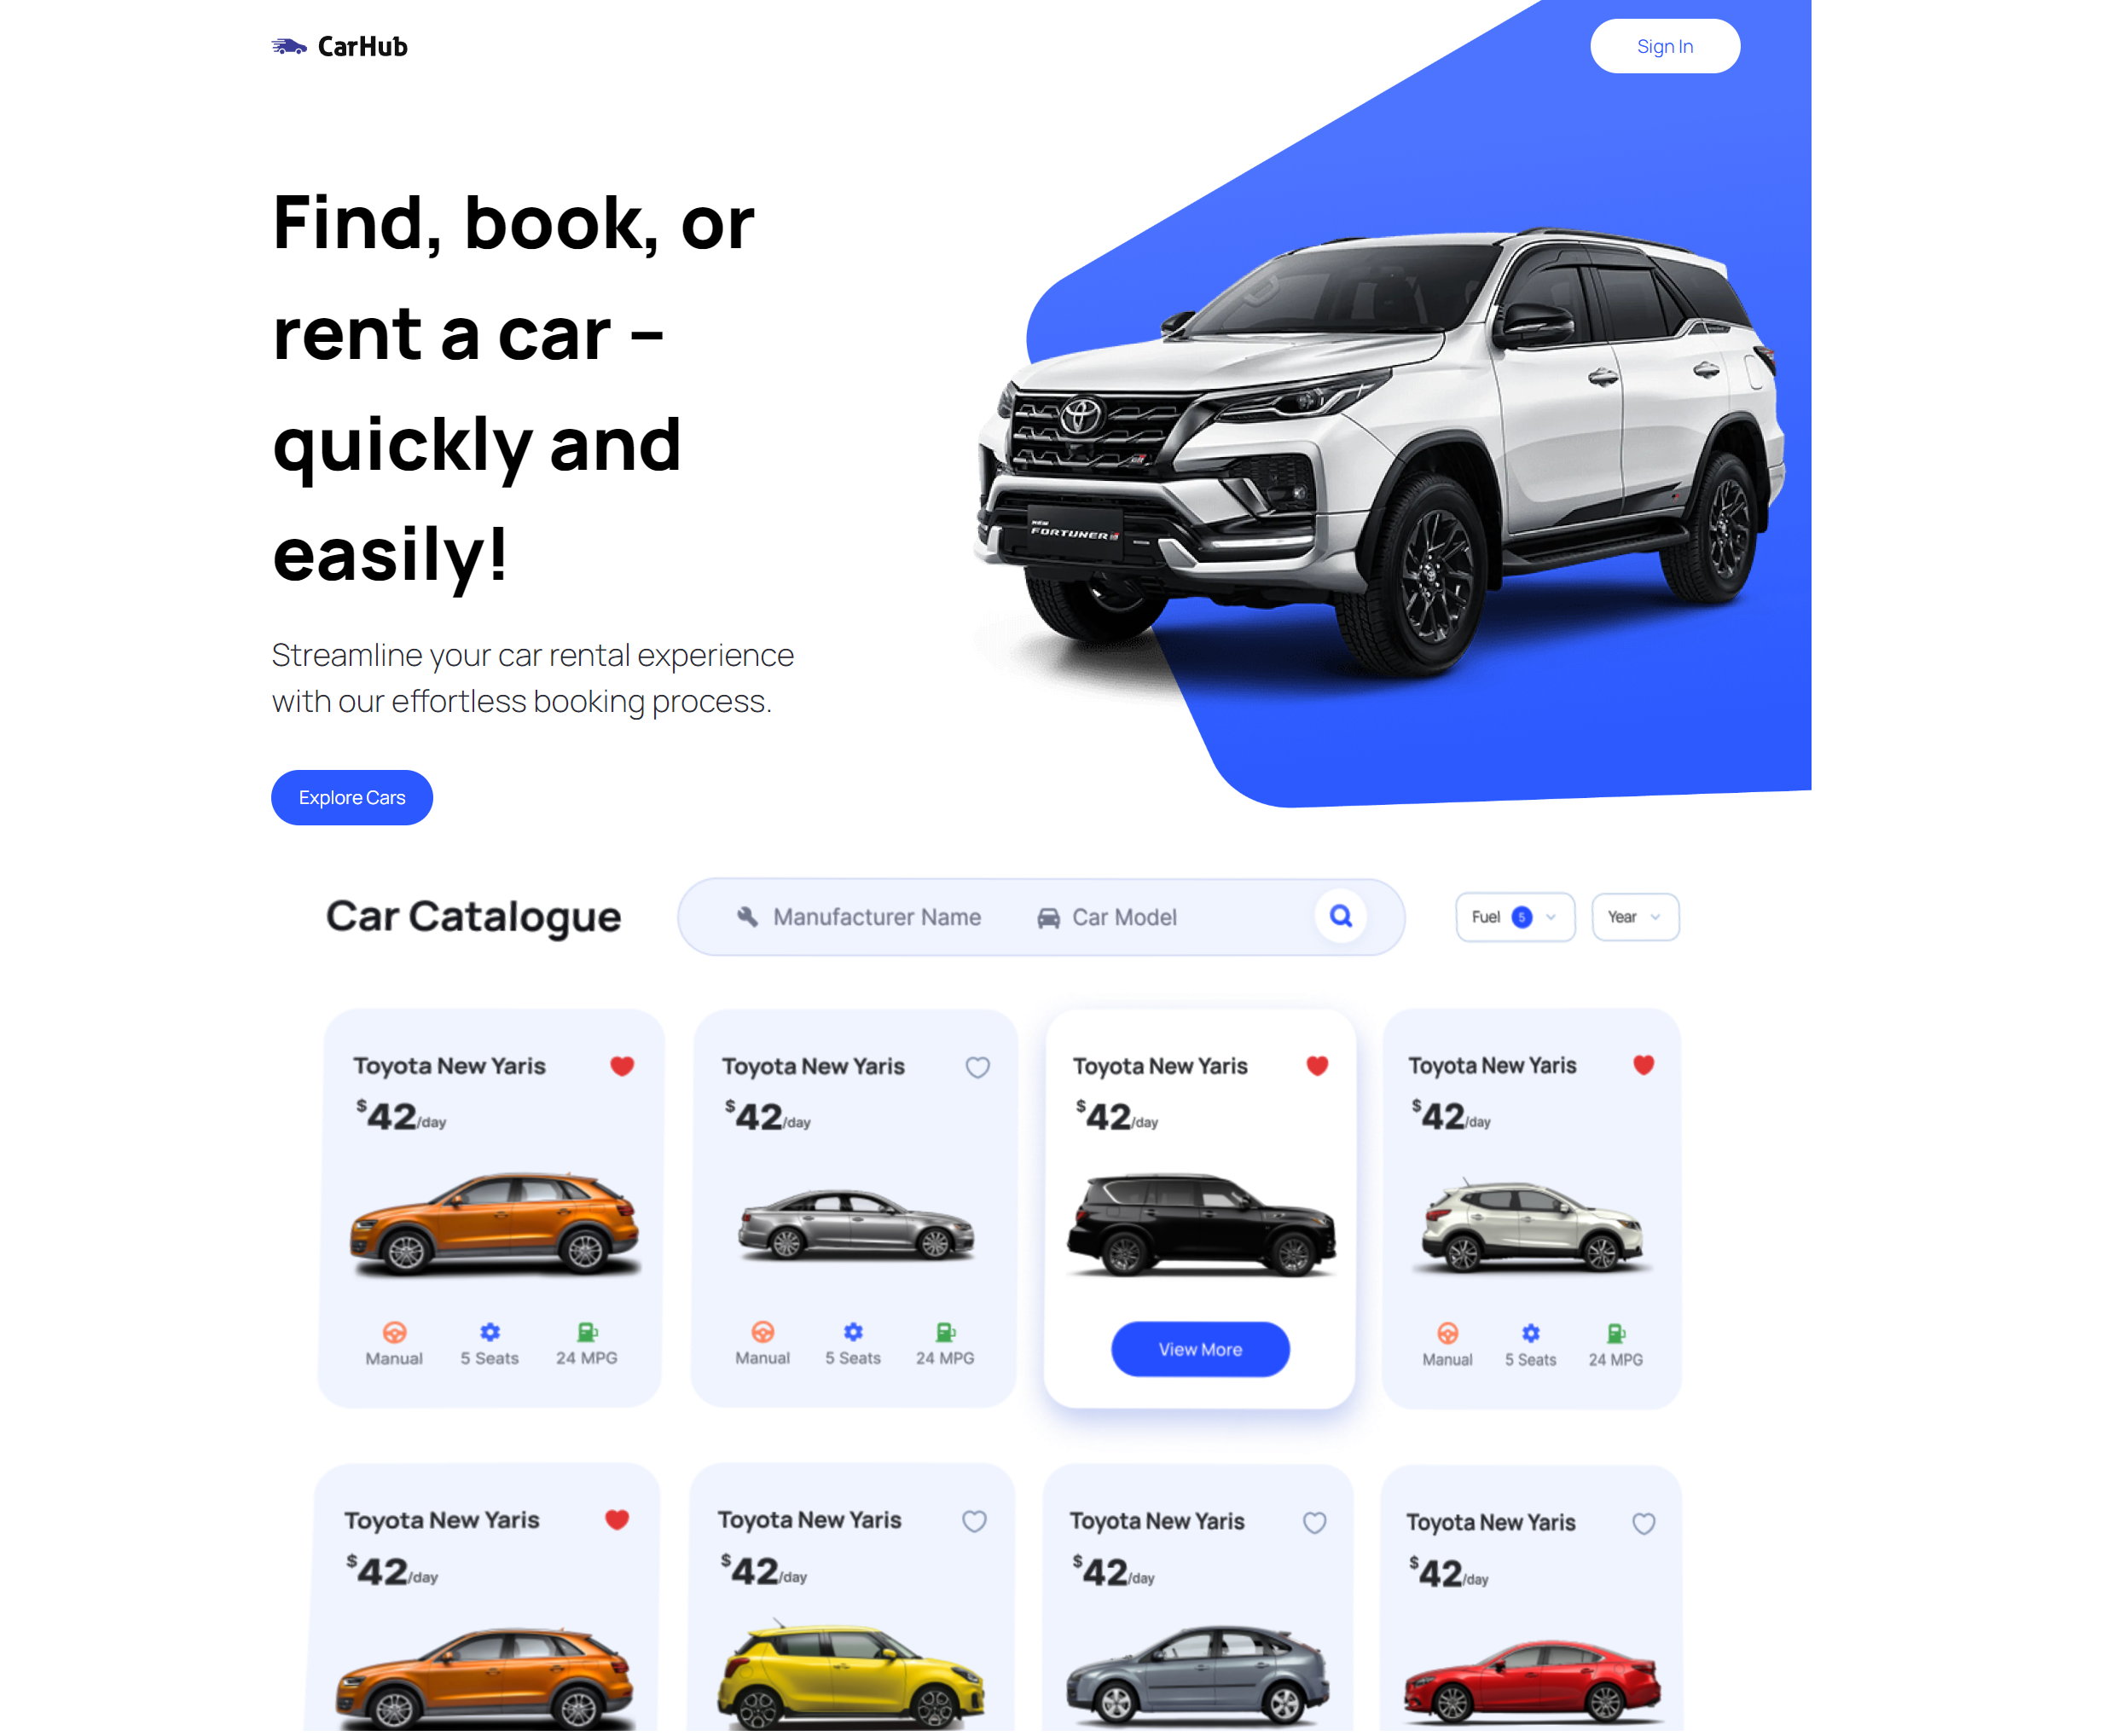 CarHub
Sign In
Find, book, or
rent a car –
quickly and
easily!
Streamline your car rental experience
with our effortless booking process.
Explore Cars
NEW
FORTUNER
Car Catalogue
Manufacturer Name
Car Model
Fuel 5
Year
Toyota New Yaris
$42/day
Manual
5 Seats
24 MPG
Toyota New Yaris
$42/day
Manual
5 Seats
24 MPG
Toyota New Yaris
$42/day
View More
Toyota New Yaris
$42/day
Manual
5 Seats
24 MPG
Toyota New Yaris
$42/day
Toyota New Yaris
$42/day
Toyota New Yaris
$42/day
Toyota New Yaris
$42/day